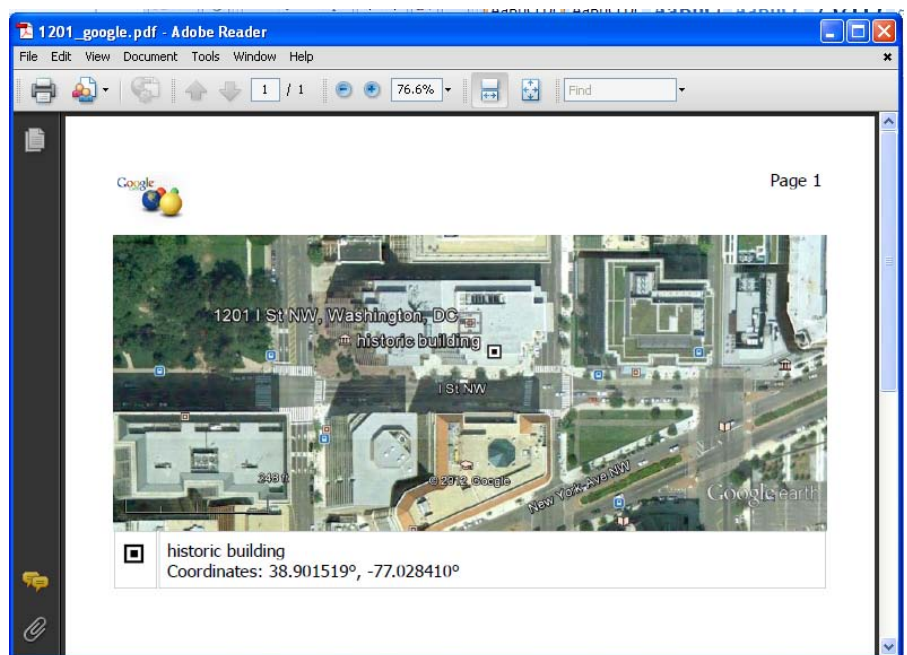 1201_google.pdf - Adobe Reader
File Edit View Document Tools Window Help
1 / 1 76.6% Find
Google
Page 1
1201 I St NW, Washington, DC
historic building
I St NW
248 ft
© 2012 Google
New York Ave NW
Google earth
historic building
Coordinates: 38.901519°, -77.028410°